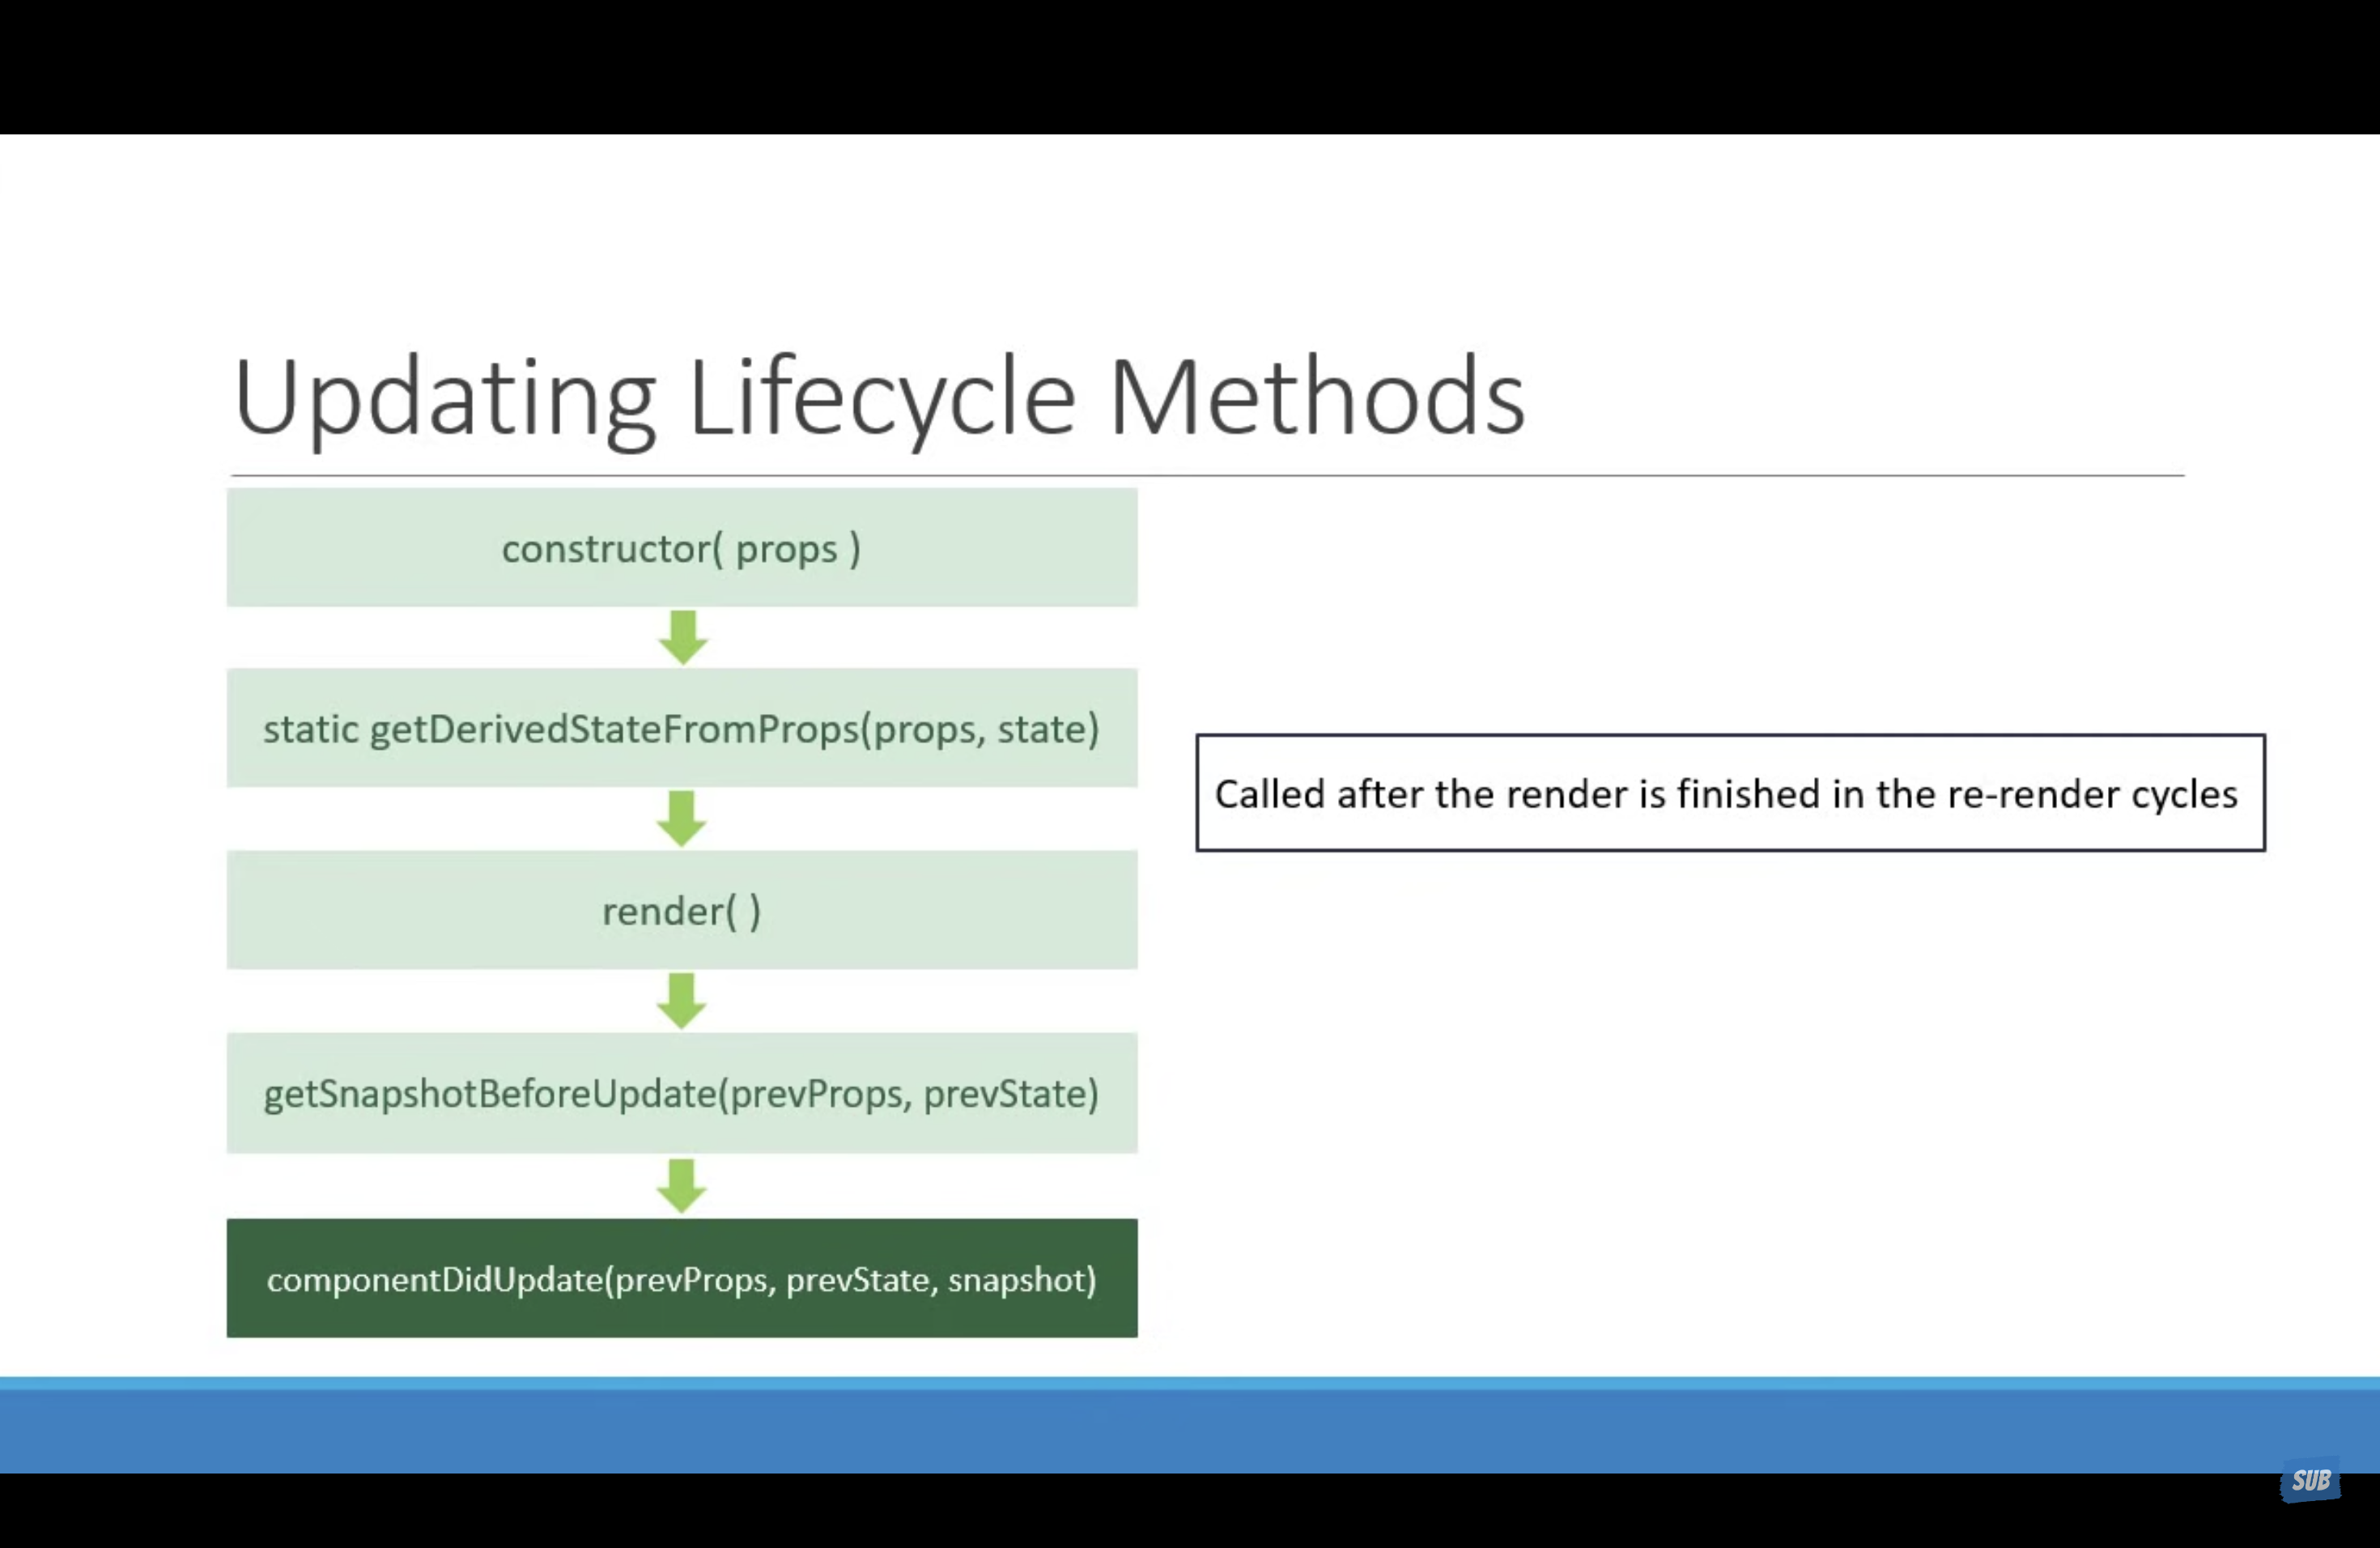 Updating Lifecycle Methods
constructor( props )
static getDerivedStateFromProps(props, state)
render( )
getSnapshotBeforeUpdate(prevProps, prevState)
componentDidUpdate(prevProps, prevState, snapshot)
Called after the render is finished in the re-render cycles
SUB